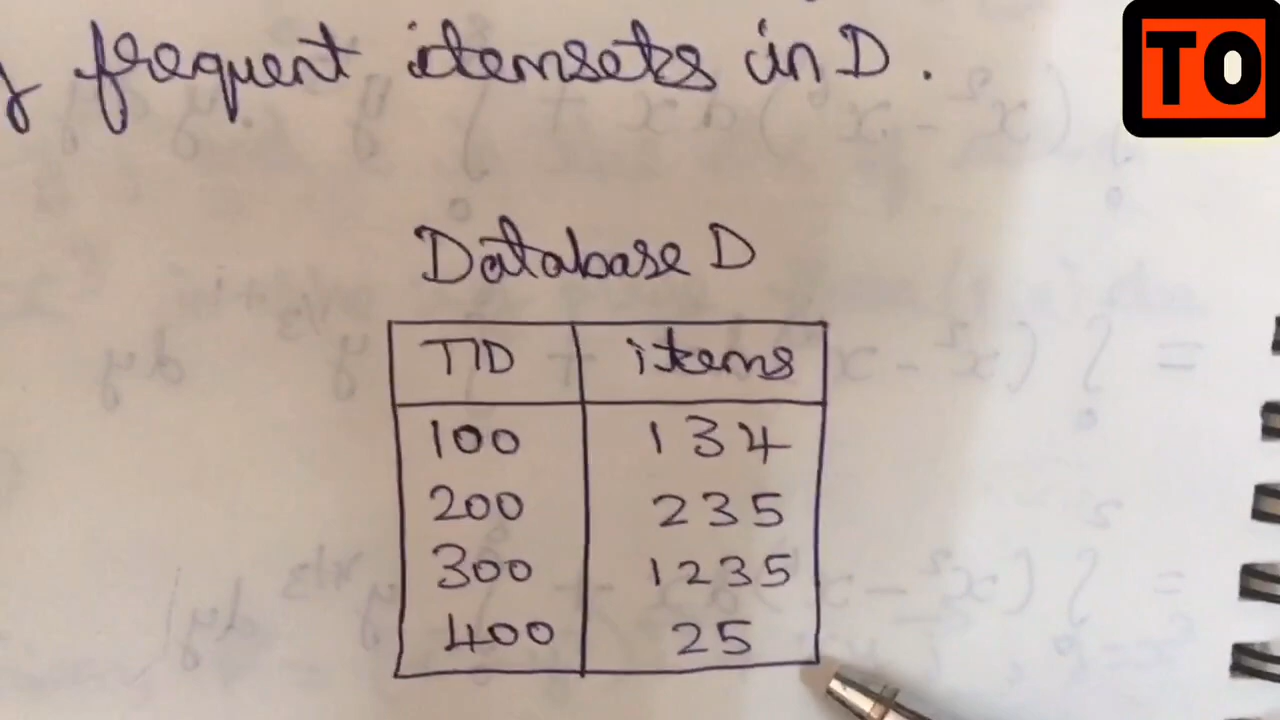 frequent itemsets in D.
TO
Database D
TID items
100 1 3 4
200 2 3 5
300 1 2 3 5
400 2 5